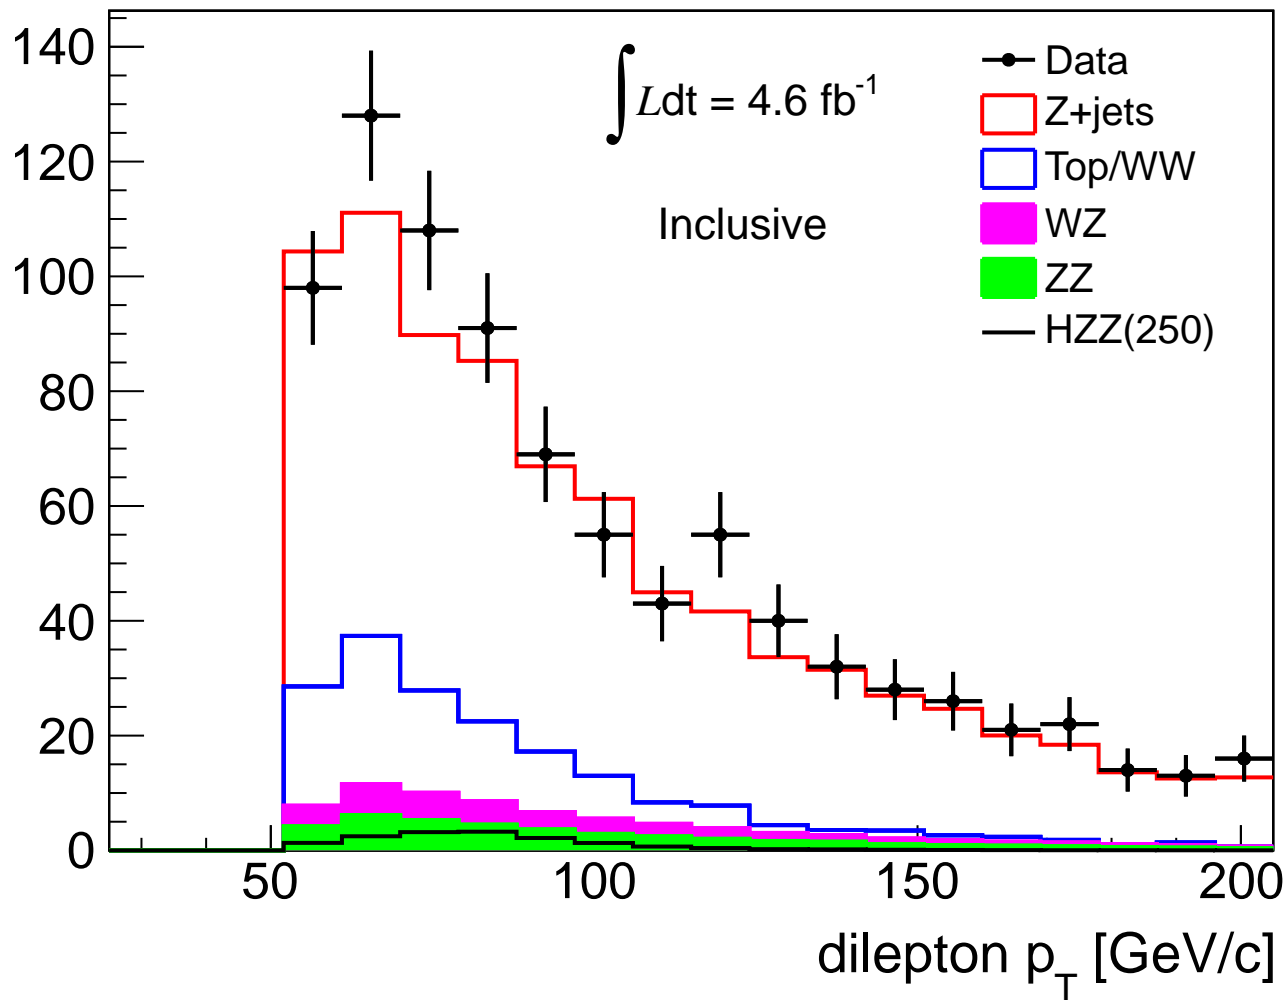 140
120
100
80
60
40
20
0
50
100
150
200
∫ Ldt = 4.6 fb⁻¹
Inclusive
Data
Z+jets
Top/WW
WZ
ZZ
HZZ(250)
dilepton p_T [GeV/c]